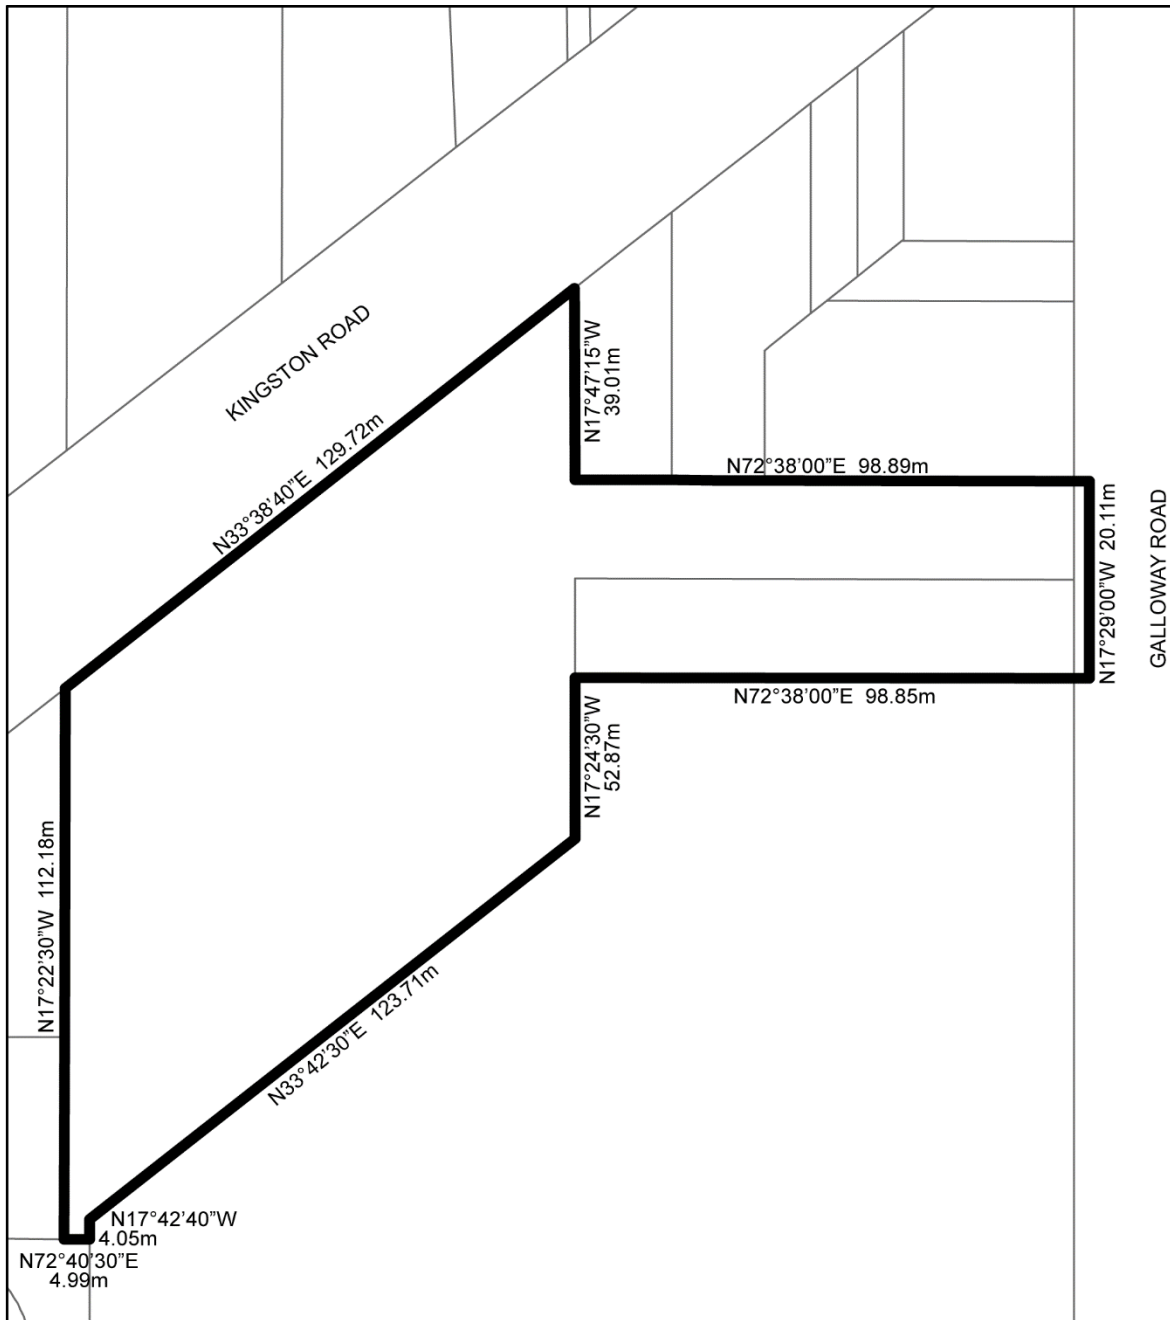 KINGSTON ROAD
N33°38'40"E 129.72m
N17°47'15"W
39.01m
N72°38'00"E 98.89m
N17°29'00"W 20.11m
GALLOWAY ROAD
N72°38'00"E 98.85m
N17°24'30"W
52.87m
N17°22'30"W 112.18m
N33°42'30"E 123.71m
N17°42'40"W
4.05m
N72°40'30"E
4.99m